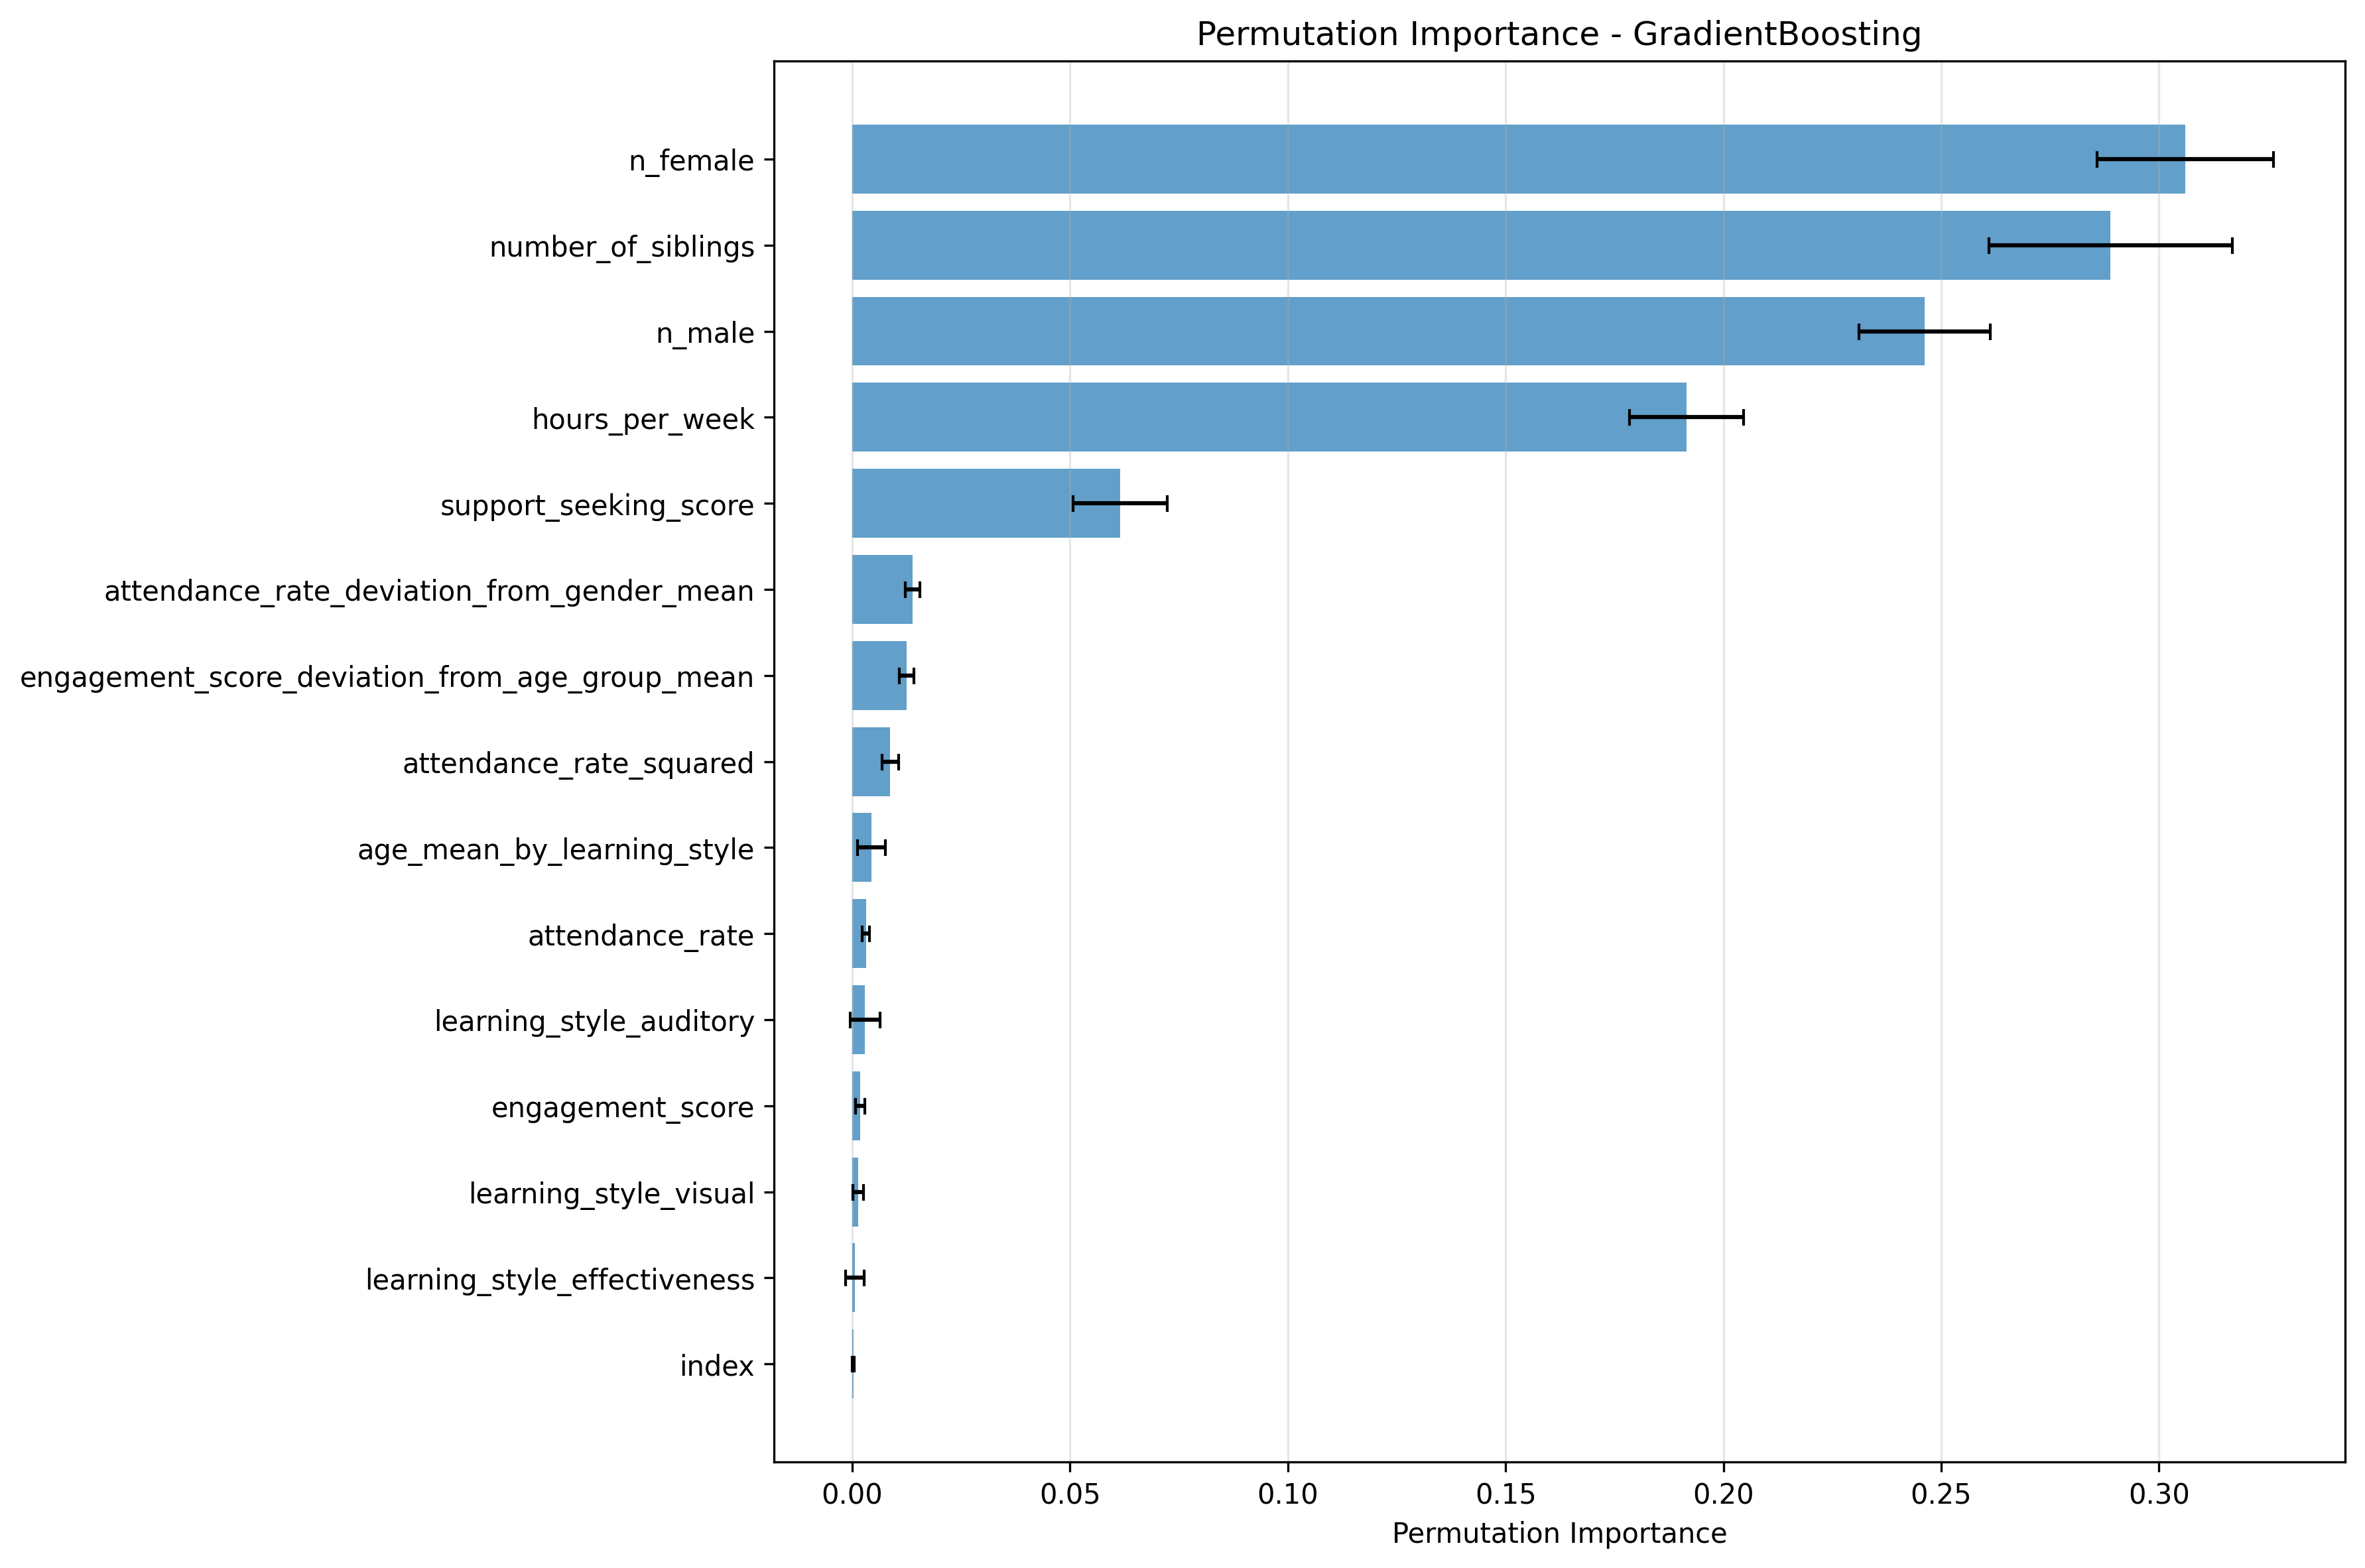 Permutation Importance - GradientBoosting
n_female
number_of_siblings
n_male
hours_per_week
support_seeking_score
attendance_rate_deviation_from_gender_mean
engagement_score_deviation_from_age_group_mean
attendance_rate_squared
age_mean_by_learning_style
attendance_rate
learning_style_auditory
engagement_score
learning_style_visual
learning_style_effectiveness
index
0.00 0.05 0.10 0.15 0.20 0.25 0.30
Permutation Importance